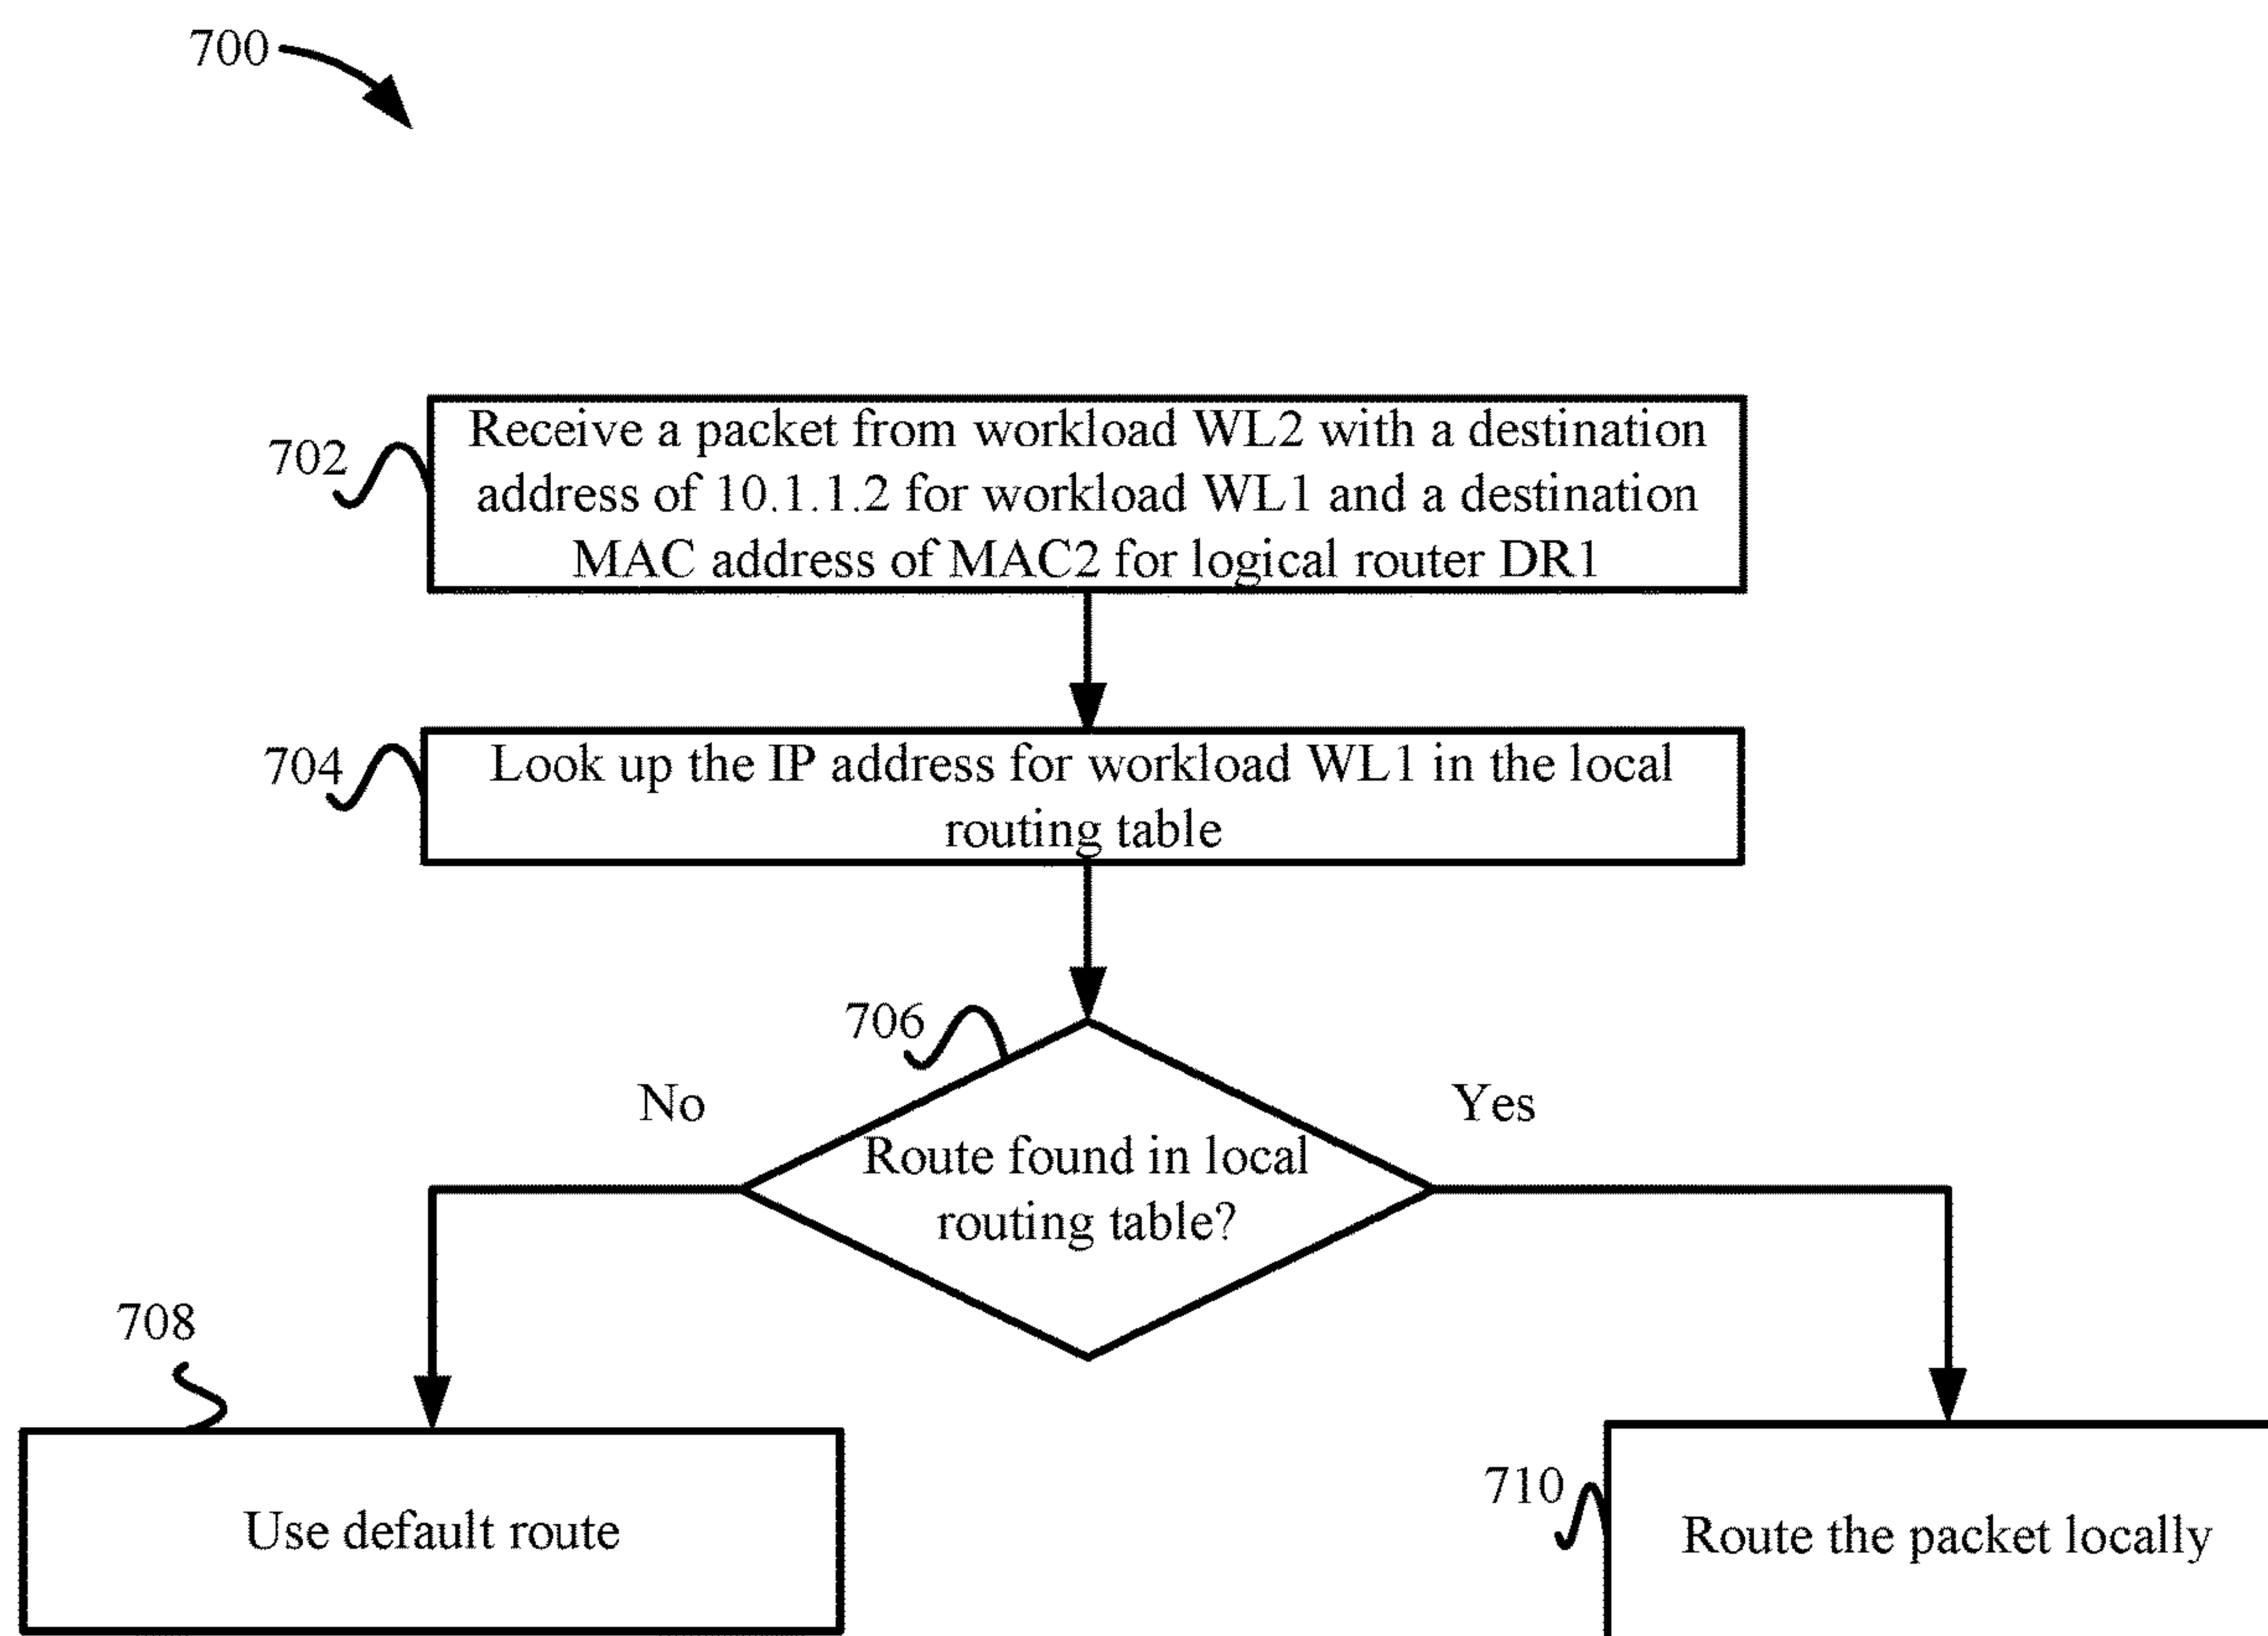 700
702
Receive a packet from workload WL2 with a destination
address of 10.1.1.2 for workload WL1 and a destination
MAC address of MAC2 for logical router DR1
704
Look up the IP address for workload WL1 in the local
routing table
706
No
Yes
Route found in local
routing table?
708
Use default route
710
Route the packet locally